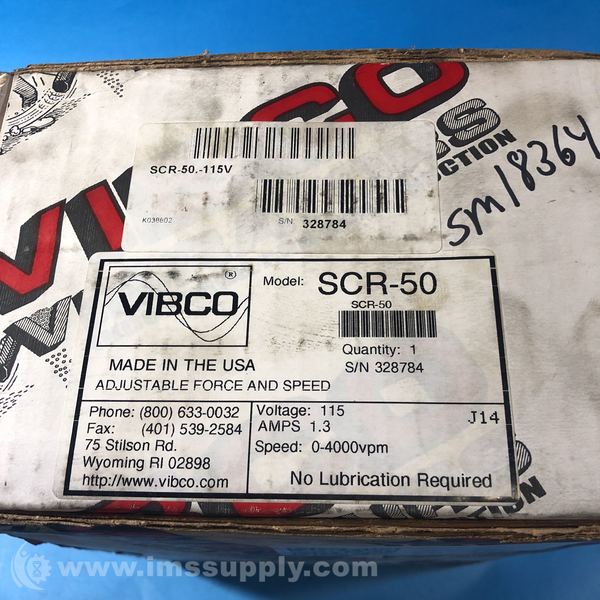 VIBCO
CTION
SM18364
SCR-50.-115V
K038602
S/N: 328784
VIBCO ®
Model: SCR-50
SCR-50
Quantity: 1
S/N 328784
MADE IN THE USA
ADJUSTABLE FORCE AND SPEED
Phone: (800) 633-0032
Fax: (401) 539-2584
75 Stilson Rd.
Wyoming RI 02898
http://www.vibco.com
Voltage: 115
AMPS 1.3
J14
Speed: 0-4000vpm
No Lubrication Required
© www.imssupply.com/